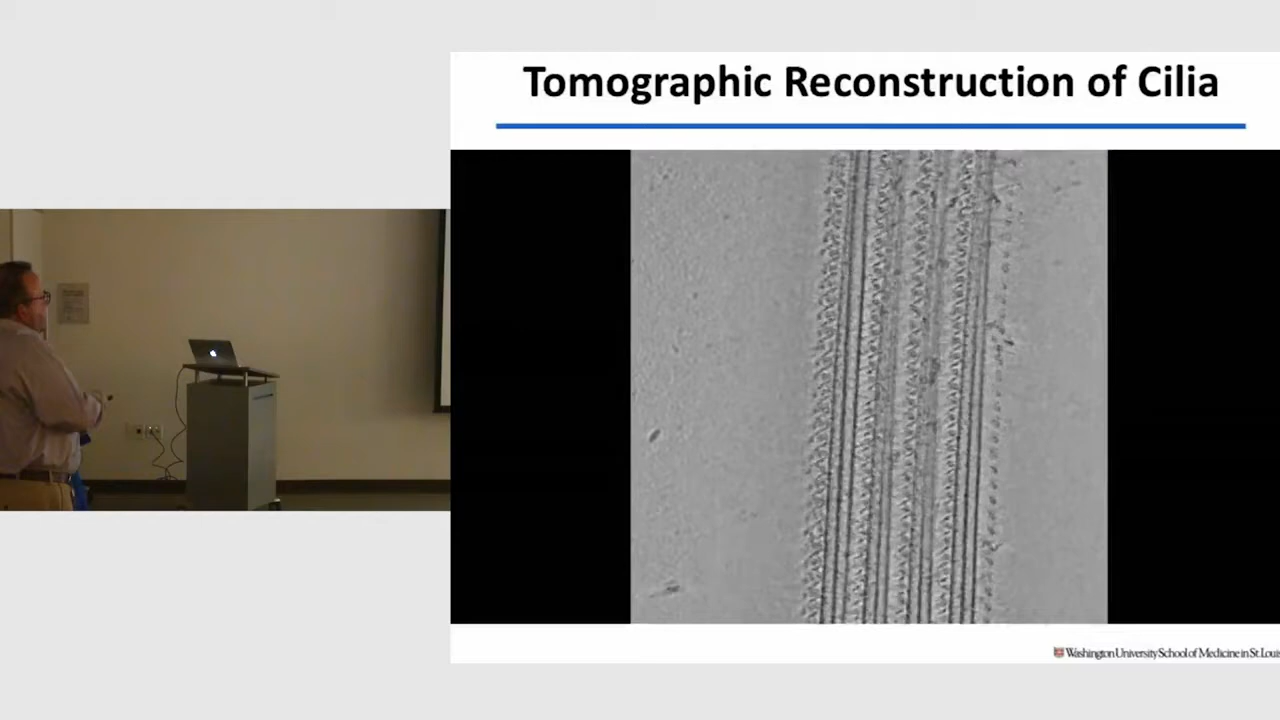 Tomographic Reconstruction of Cilia
Washington University School of Medicine in St. Louis